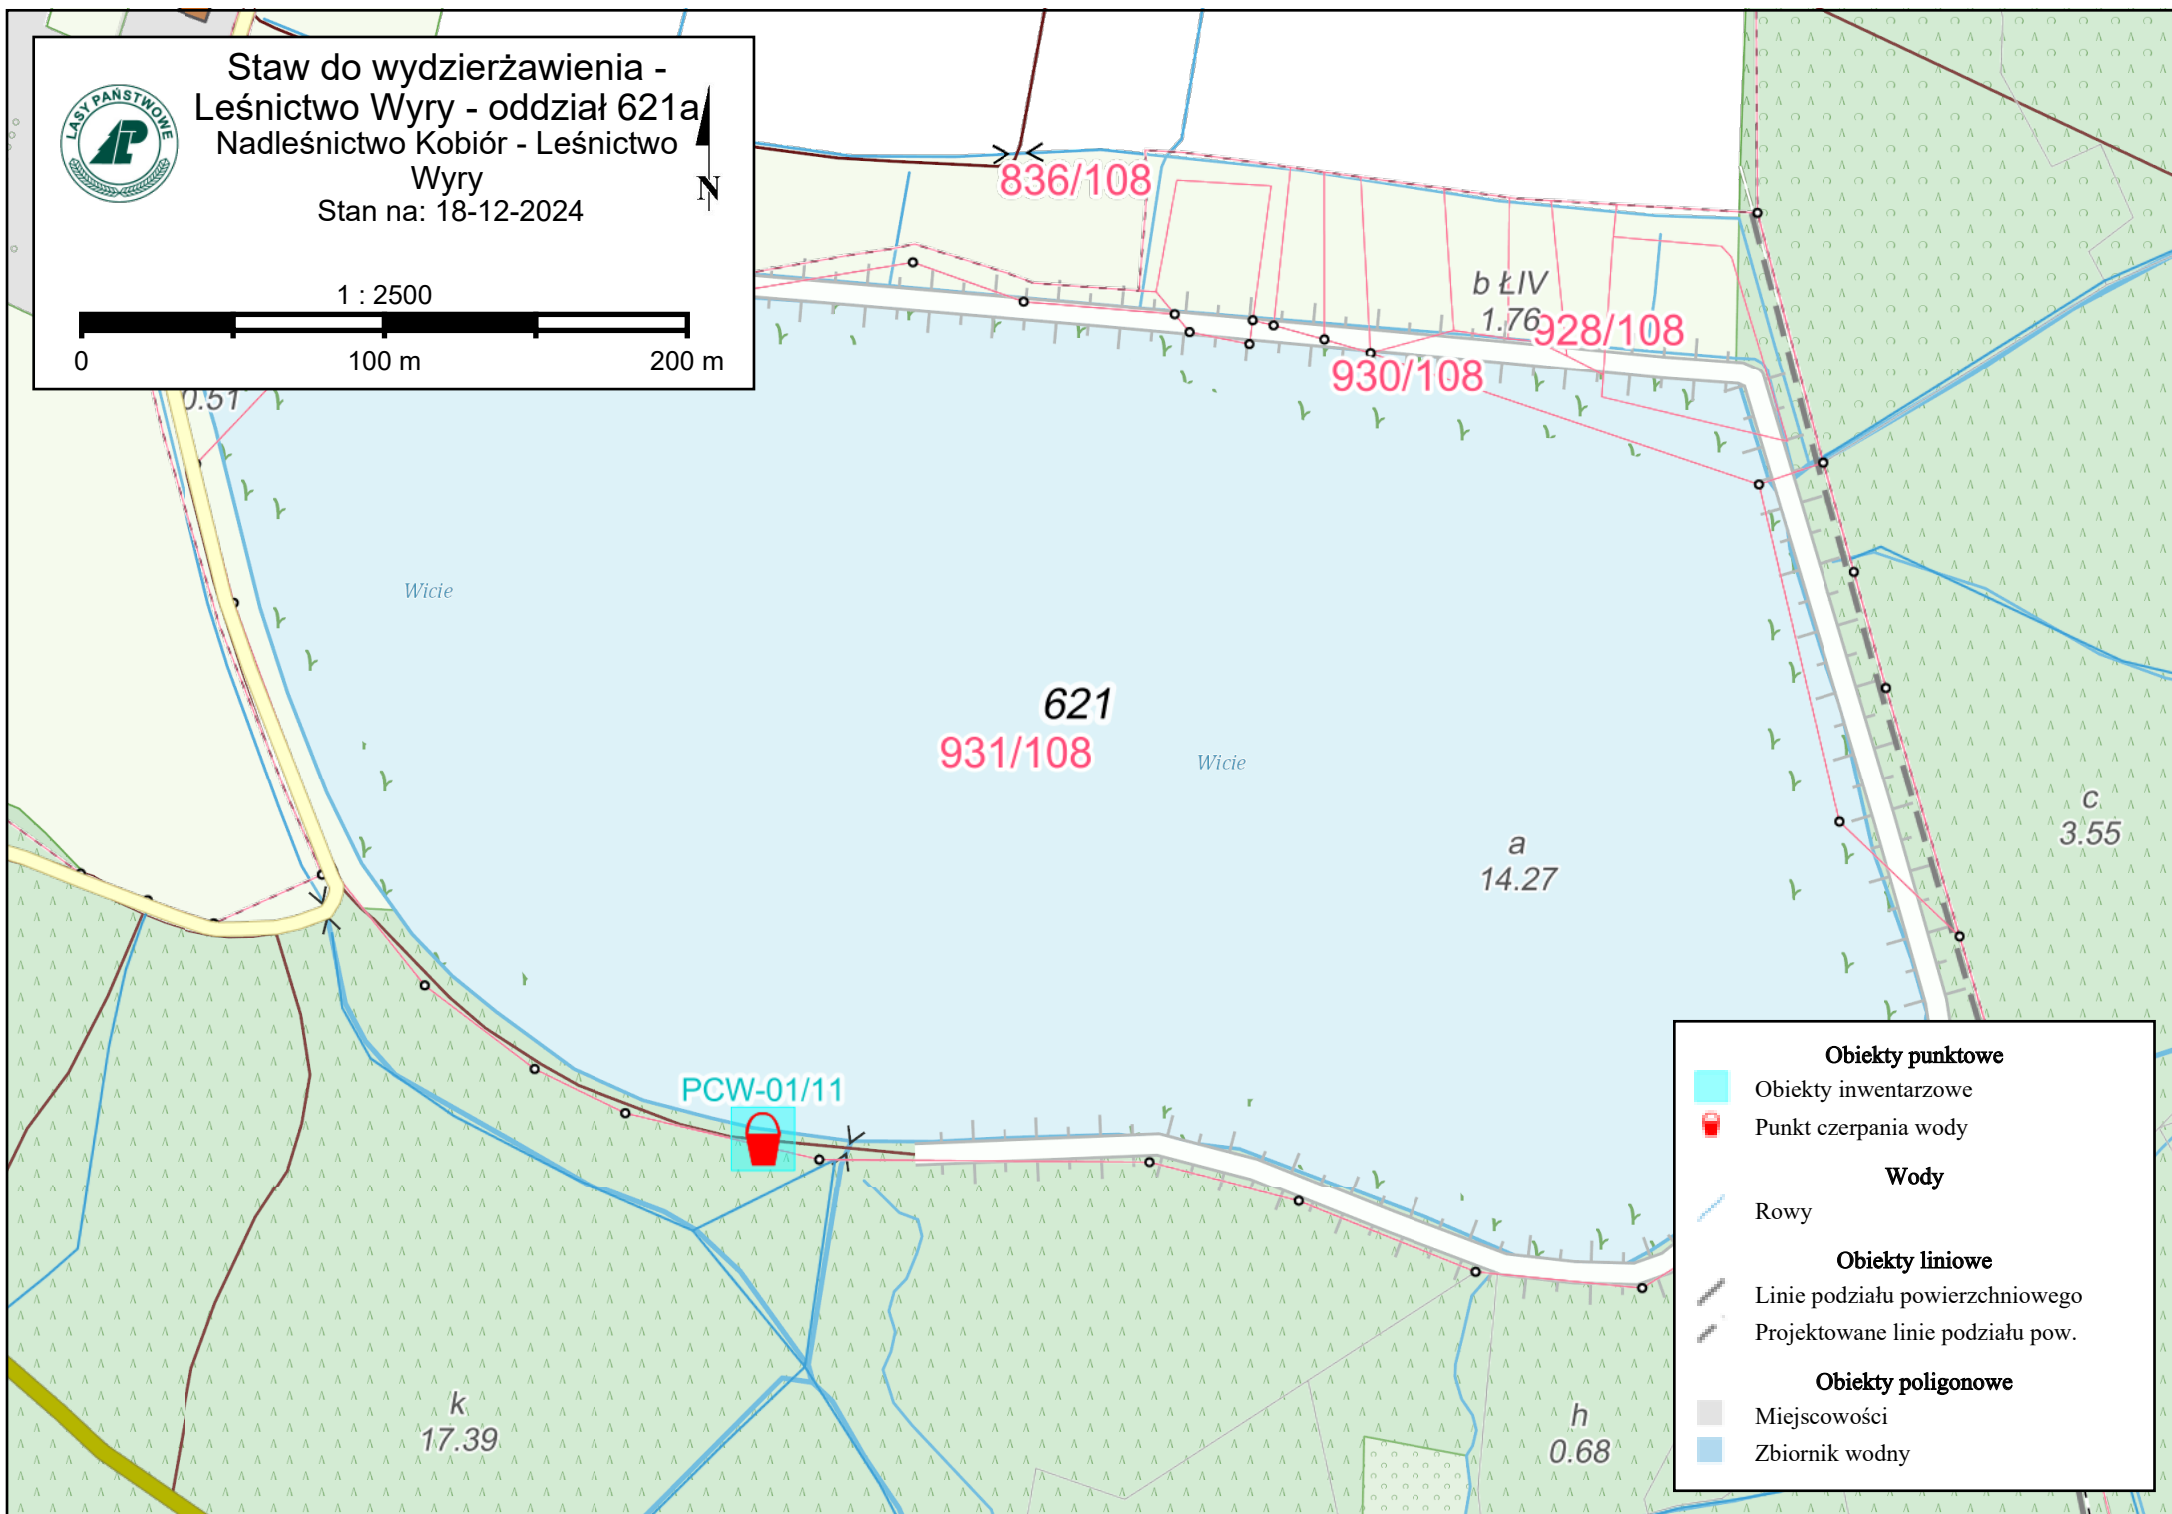 Staw do wydzierżawienia -
Leśnictwo Wyry - oddział 621a
Nadleśnictwo Kobiór - Leśnictwo
Wyry
Stan na: 18-12-2024
LASY PAŃSTWOWE
N
1 : 2500
0 100 m 200 m
836/108
b ŁIV
1.76
928/108
930/108
0.51
Wicie
621
931/108
Wicie
a
14.27
c
3.55
PCW-01/11
k
17.39
h
0.68
Obiekty punktowe
Obiekty inwentarzowe
Punkt czerpania wody
Wody
Rowy
Obiekty liniowe
Linie podziału powierzchniowego
Projektowane linie podziału pow.
Obiekty poligonowe
Miejscowości
Zbiornik wodny